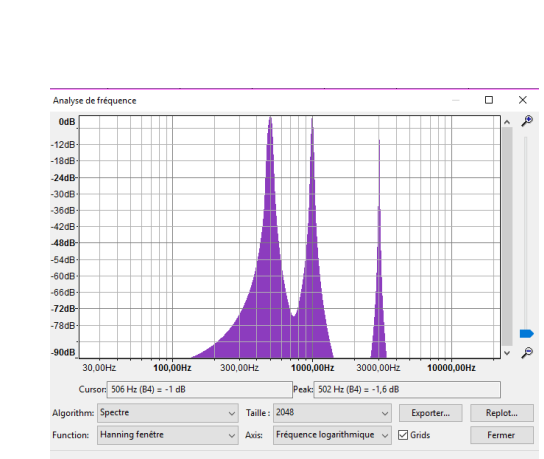 Analyse de fréquence
0dB
-12dB
-18dB
-24dB
-30dB
-36dB
-42dB
-48dB
-54dB
-60dB
-66dB
-72dB
-78dB
-90dB
30,00Hz 100,00Hz 300,00Hz 1000,00Hz 3000,00Hz 10000,00Hz
Cursor: 506 Hz (B4) = -1 dB Peak: 502 Hz (B4) = -1,6 dB
Algorithm: Spectre Taille : 2048 Exporter... Replot...
Function: Hanning fenêtre Axis: Fréquence logarithmique Grids Fermer